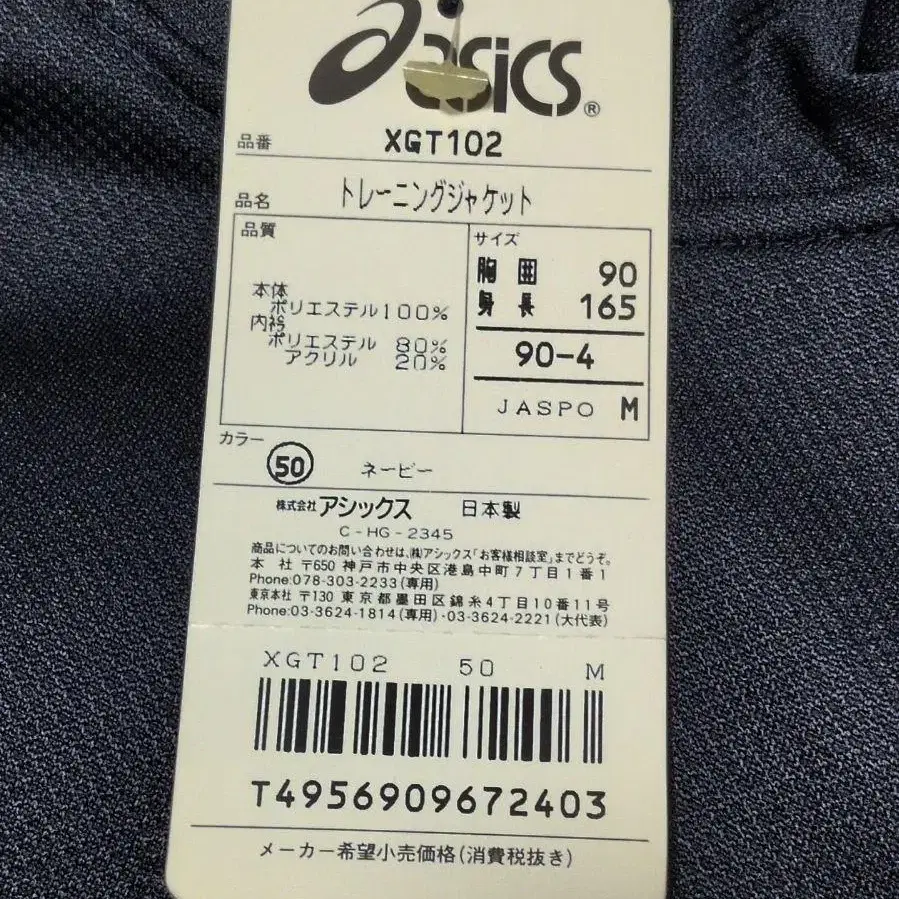 asics®
品番 XGT102
品名 トレーニングジャケット
品質
本体
ポリエステル100%
内衿
ポリエステル 80%
アクリル 20%
サイズ
胸囲 90
身長 165
90-4
JASPO M
カラー
50 ネービー
株式会社アシックス 日本製
C-HG-2345
商品についてのお問い合わせは、㈱アシックス「お客様相談室」までどうぞ。
本社 〒650 神戸市中央区港島中町7丁目1番1
Phone:078-303-2233(専用)
東京本社 〒130 東京都墨田区錦糸4丁目10番11号
Phone:03-3624-1814(専用)・03-3624-2221(大代表)
XGT102 50 M
T4956909672403
メーカー希望小売価格(消費税抜き)